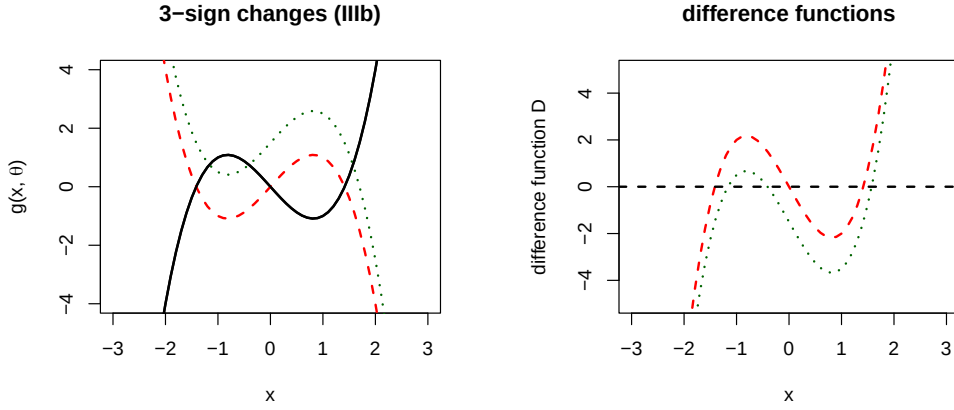 3−sign changes (IIIb)
g(x, θ)
4
2
0
−2
−4
−3 −2 −1 0 1 2 3
x
difference functions
difference function D
4
2
0
−2
−4
−3 −2 −1 0 1 2 3
x